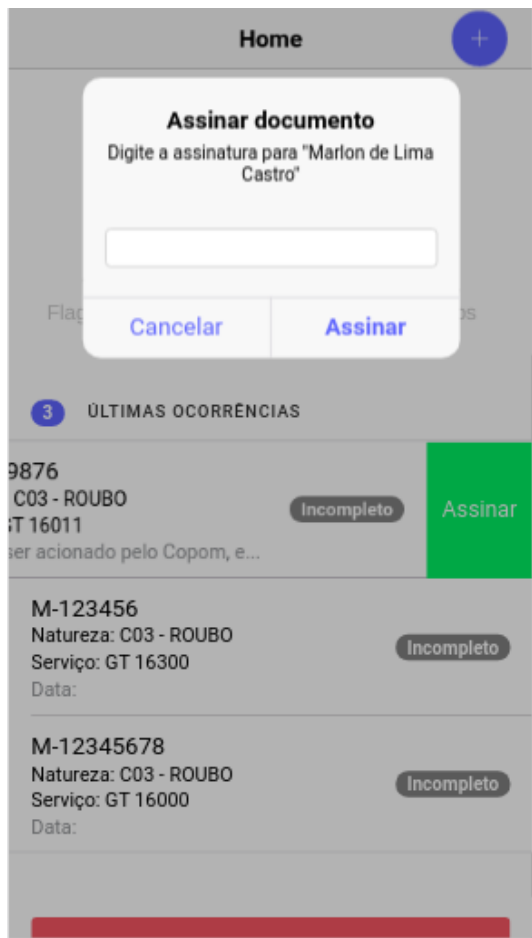 Home
+
Assinar documento
Digite a assinatura para "Marlon de Lima
Castro"
Cancelar
Assinar
3 ÚLTIMAS OCORRÊNCIAS
9876
C03 - ROUBO
GT 16011
ser acionado pelo Copom, e...
Incompleto
Assinar
M-123456
Natureza: C03 - ROUBO
Serviço: GT 16300
Data:
Incompleto
M-12345678
Natureza: C03 - ROUBO
Serviço: GT 16000
Data:
Incompleto